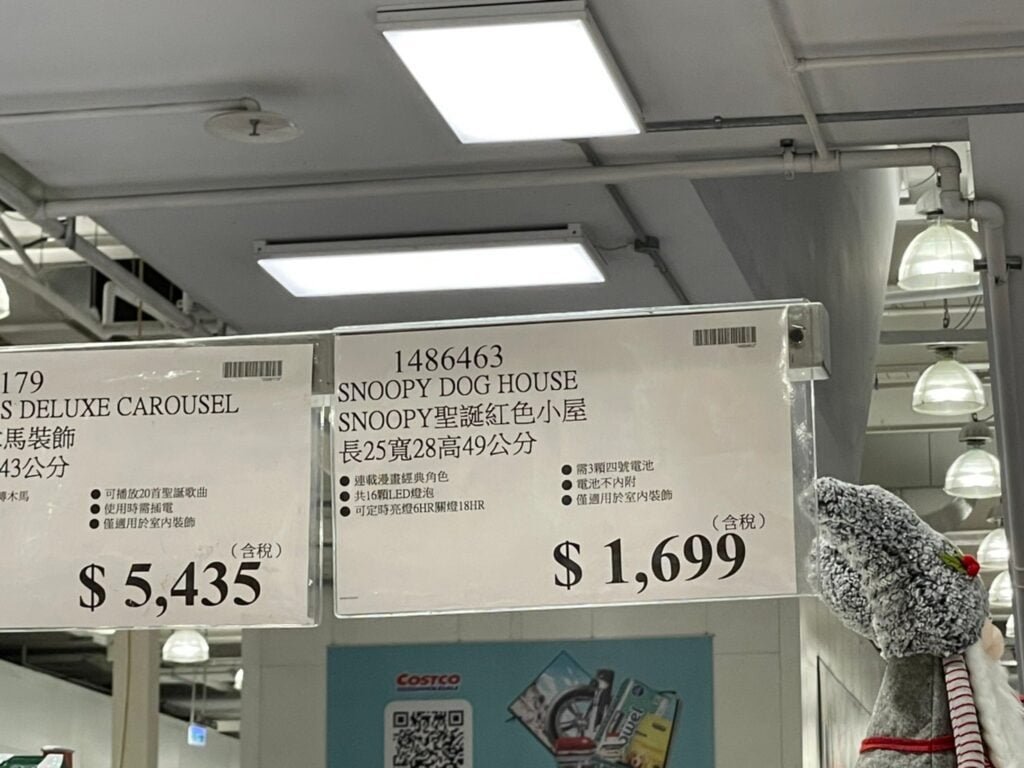 179
S DELUXE CAROUSEL
馬裝飾
43公分
轉木馬
● 可播放20首聖誕歌曲
● 使用時需插電
● 僅適用於室內裝飾
(含稅)
$ 5,435
1486463
SNOOPY DOG HOUSE
SNOOPY聖誕紅色小屋
長25寬28高49公分
● 連載漫畫經典角色
● 共16顆LED燈泡
● 可定時亮燈6HR關燈18HR
● 需3顆四號電池
● 電池不內附
● 僅適用於室內裝飾
(含稅)
$ 1,699
COSTCO
WHOLESALE